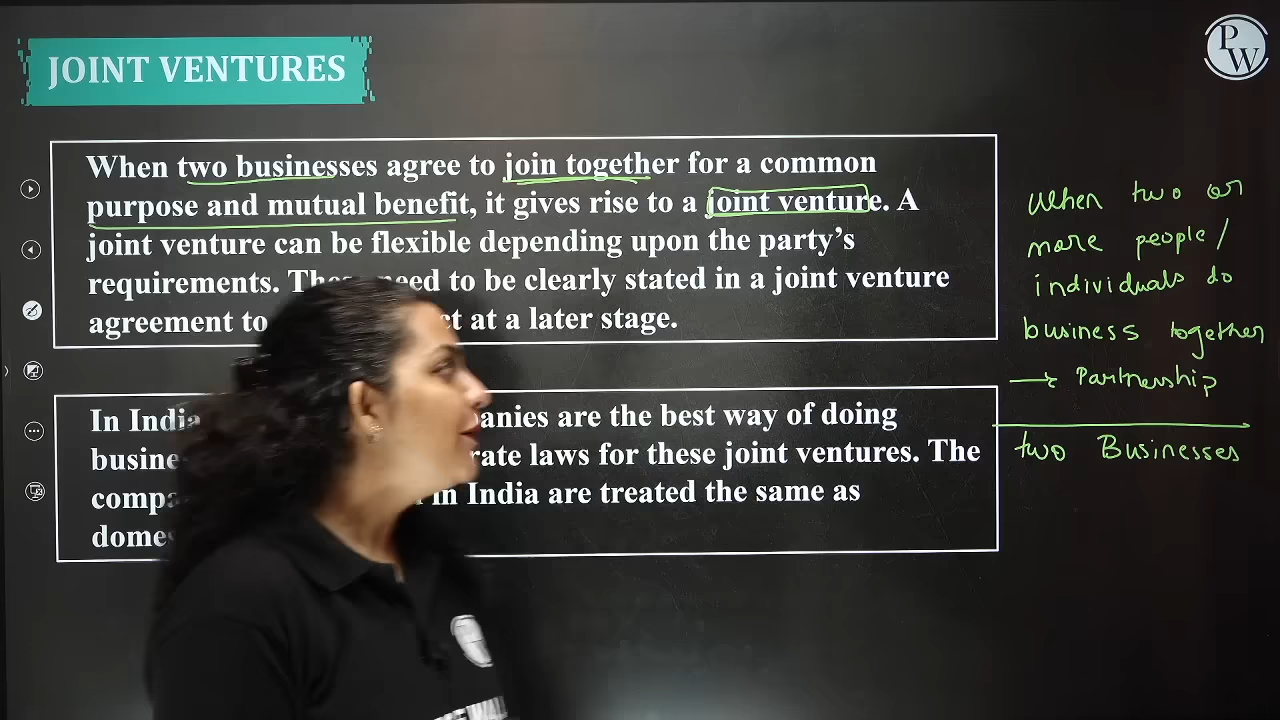 JOINT VENTURES
PW
When two businesses agree to join together for a common
purpose and mutual benefit, it gives rise to a joint venture. A
joint venture can be flexible depending upon the party's
requirements. need to be clearly stated in a joint venture
agreement to at a later stage.
In India are the best way of doing
laws for these joint ventures. The
in India are treated the same as
When two or
more people/
individuals do
business together
→ Partnership
two Businesses